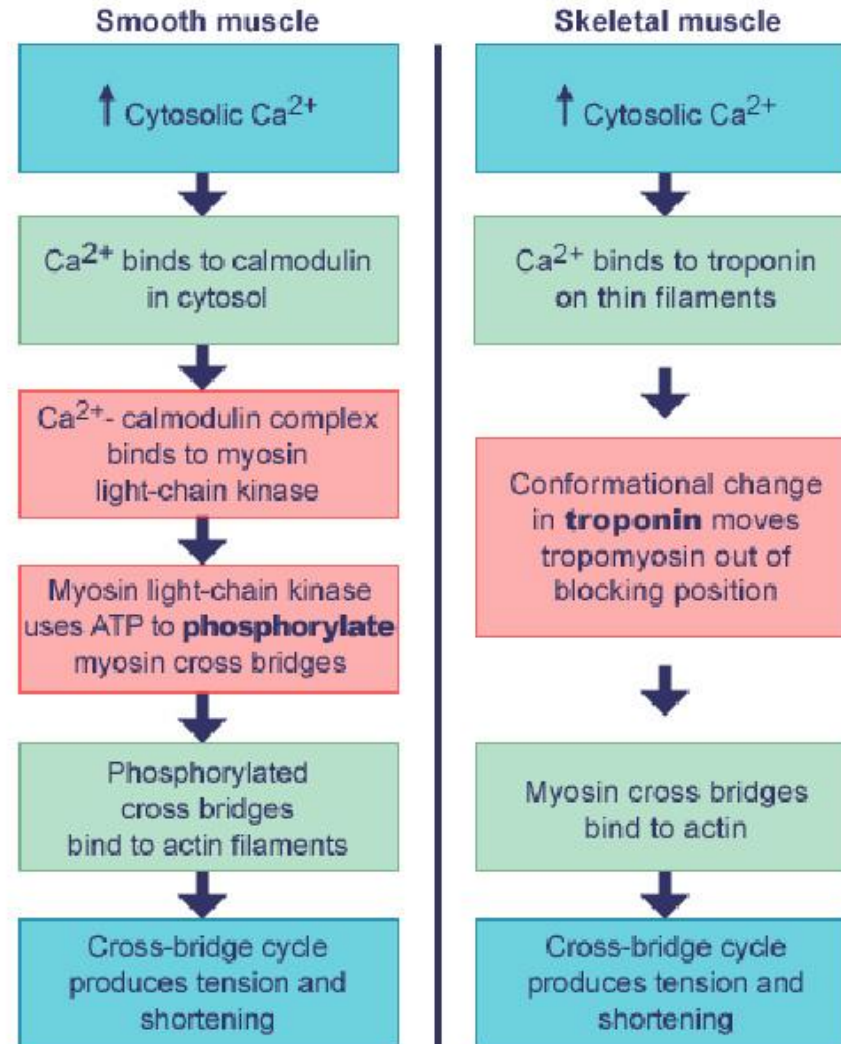 Smooth muscle
↑ Cytosolic Ca²⁺
Ca²⁺ binds to calmodulin
in cytosol
Ca²⁺- calmodulin complex
binds to myosin
light-chain kinase
Myosin light-chain kinase
uses ATP to phosphorylate
myosin cross bridges
Phosphorylated
cross bridges
bind to actin filaments
Cross-bridge cycle
produces tension and
shortening
Skeletal muscle
↑ Cytosolic Ca²⁺
Ca²⁺ binds to troponin
on thin filaments
Conformational change
in troponin moves
tropomyosin out of
blocking position
Myosin cross bridges
bind to actin
Cross-bridge cycle
produces tension and
shortening